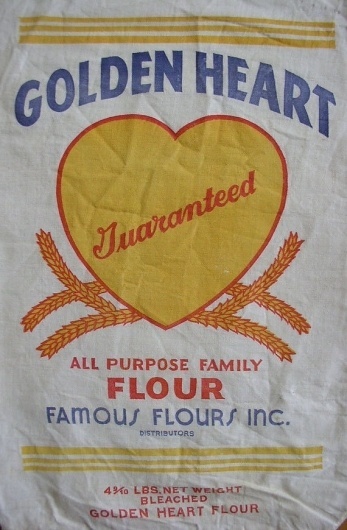 GOLDEN HEART
Guaranteed
ALL PURPOSE FAMILY
FLOUR
FAMOUS FLOURS INC.
DISTRIBUTORS
4 9/10 LBS. NET WEIGHT
BLEACHED
GOLDEN HEART FLOUR